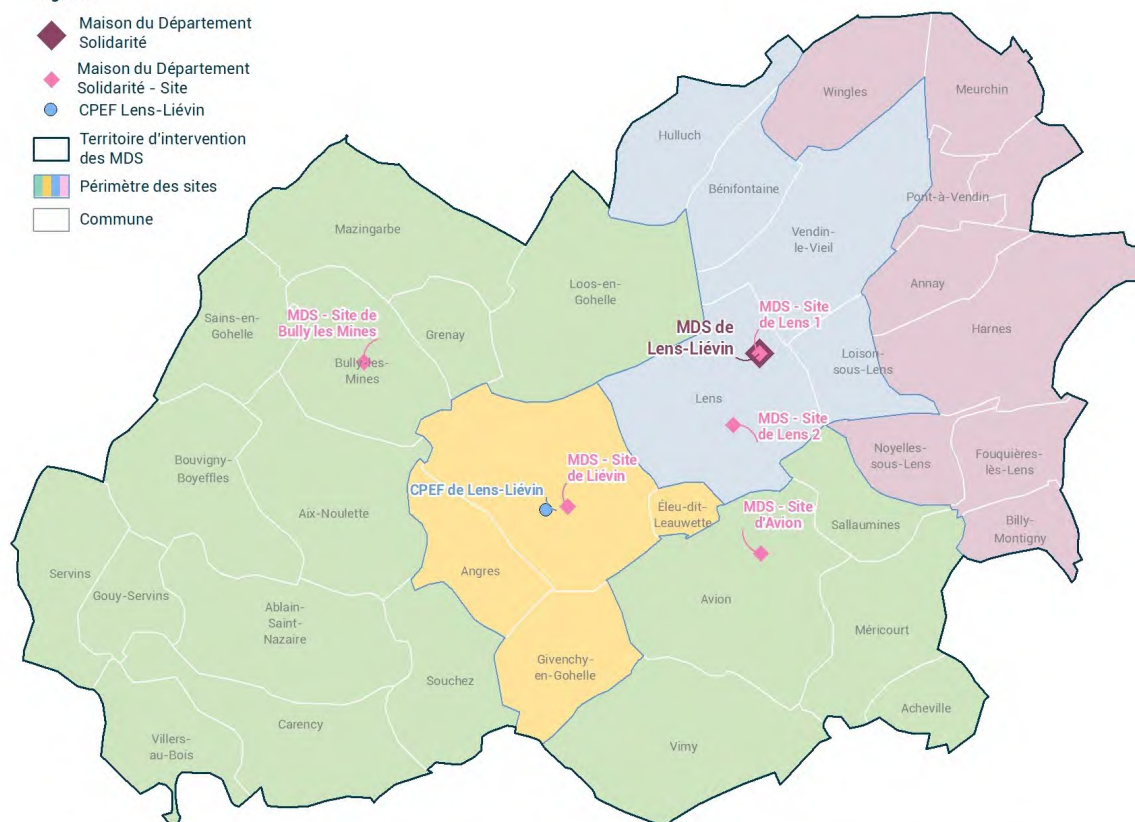 Maison du Département
Solidarité
Maison du Département
Solidarité - Site
CPEF Lens-Liévin
Territoire d'intervention
des MDS
Périmètre des sites
Commune
Wingles
Meurchin
Hulluch
Bénifontaine
Pont-à-Vendin
Vendin-
le-Vieil
Mazingarbe
Loos-en-
Gohelle
Annay
Harnes
Sains-en-
Gohelle
MDS - Site de
Bully les Mines
Grenay
Bully-les-
Mines
MDS de
Lens-Liévin
MDS - Site
de Lens 1
Loison-
sous-Lens
Lens
MDS - Site
de Lens 2
Noyelles-
sous-Lens
Fouquières-
lès-Lens
Bouvigny-
Boyeffles
MDS - Site
de Liévin
CPEF de Lens-Liévin
Aix-Noulette
Éleu-dit-
Leauwette
MDS - Site
d'Avion
Sallaumines
Billy-
Montigny
Servins
Gouy-Servins
Angres
Ablain-
Saint-
Nazaire
Avion
Méricourt
Souchez
Givenchy-
en-Gohelle
Acheville
Carency
Villers-
au-Bois
Vimy